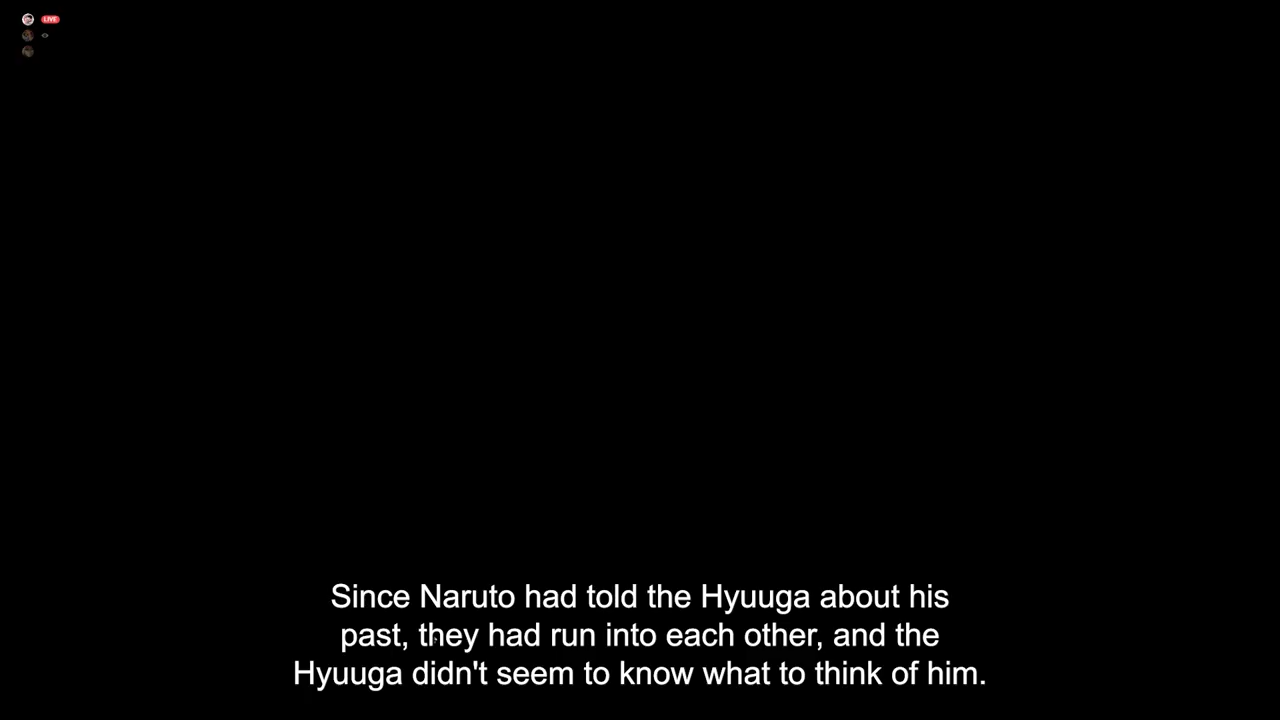 LIVE
Since Naruto had told the Hyuuga about his
past, they had run into each other, and the
Hyuuga didn't seem to know what to think of him.